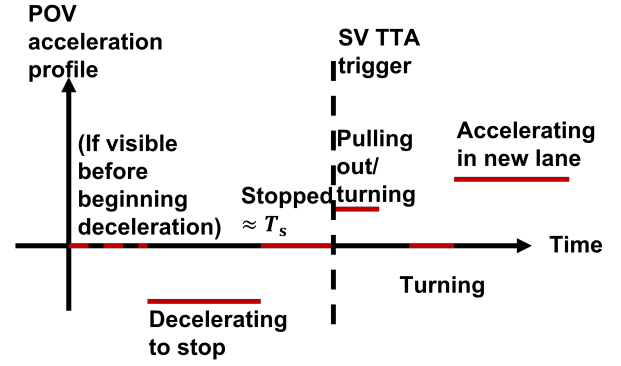 POV
acceleration
profile
SV TTA
trigger
(If visible
before
beginning
deceleration)
Stopped
≈ Tₛ
Pulling
out/
turning
Accelerating
in new lane
Time
Turning
Decelerating
to stop